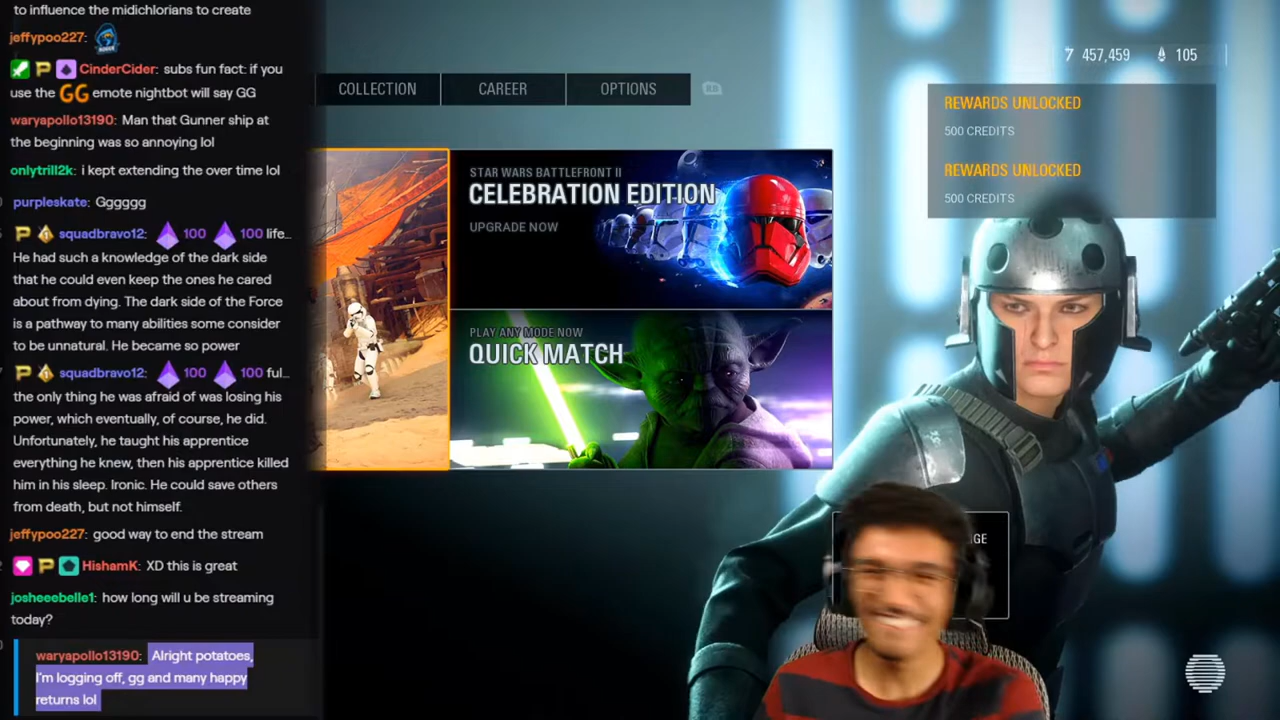 to influence the midichlorians to create
jeffypoo227:
CinderCider: subs fun fact: if you
use the GG emote nightbot will say GG
waryapollo13190: Man that Gunner ship at
the beginning was so annoying lol
onlytrill2k: i kept extending the over time lol
purpleskate: Gggggg
squadbravo12: 100 100 life...
He had such a knowledge of the dark side
that he could even keep the ones he cared
about from dying. The dark side of the Force
is a pathway to many abilities some consider
to be unnatural. He became so power
squadbravo12: 100 100 ful...
the only thing he was afraid of was losing his
power, which eventually, of course, he did.
Unfortunately, he taught his apprentice
everything he knew, then his apprentice killed
him in his sleep. Ironic. He could save others
from death, but not himself.
jeffypoo227: good way to end the stream
HishamK: XD this is great
josheeebelle1: how long will u be streaming
today?
waryapollo13190: Alright potatoes,
I'm logging off, gg and many happy
returns lol
COLLECTION
CAREER
OPTIONS
457,459
105
REWARDS UNLOCKED
500 CREDITS
REWARDS UNLOCKED
500 CREDITS
STAR WARS BATTLEFRONT II
CELEBRATION EDITION
UPGRADE NOW
PLAY ANY MODE NOW
QUICK MATCH